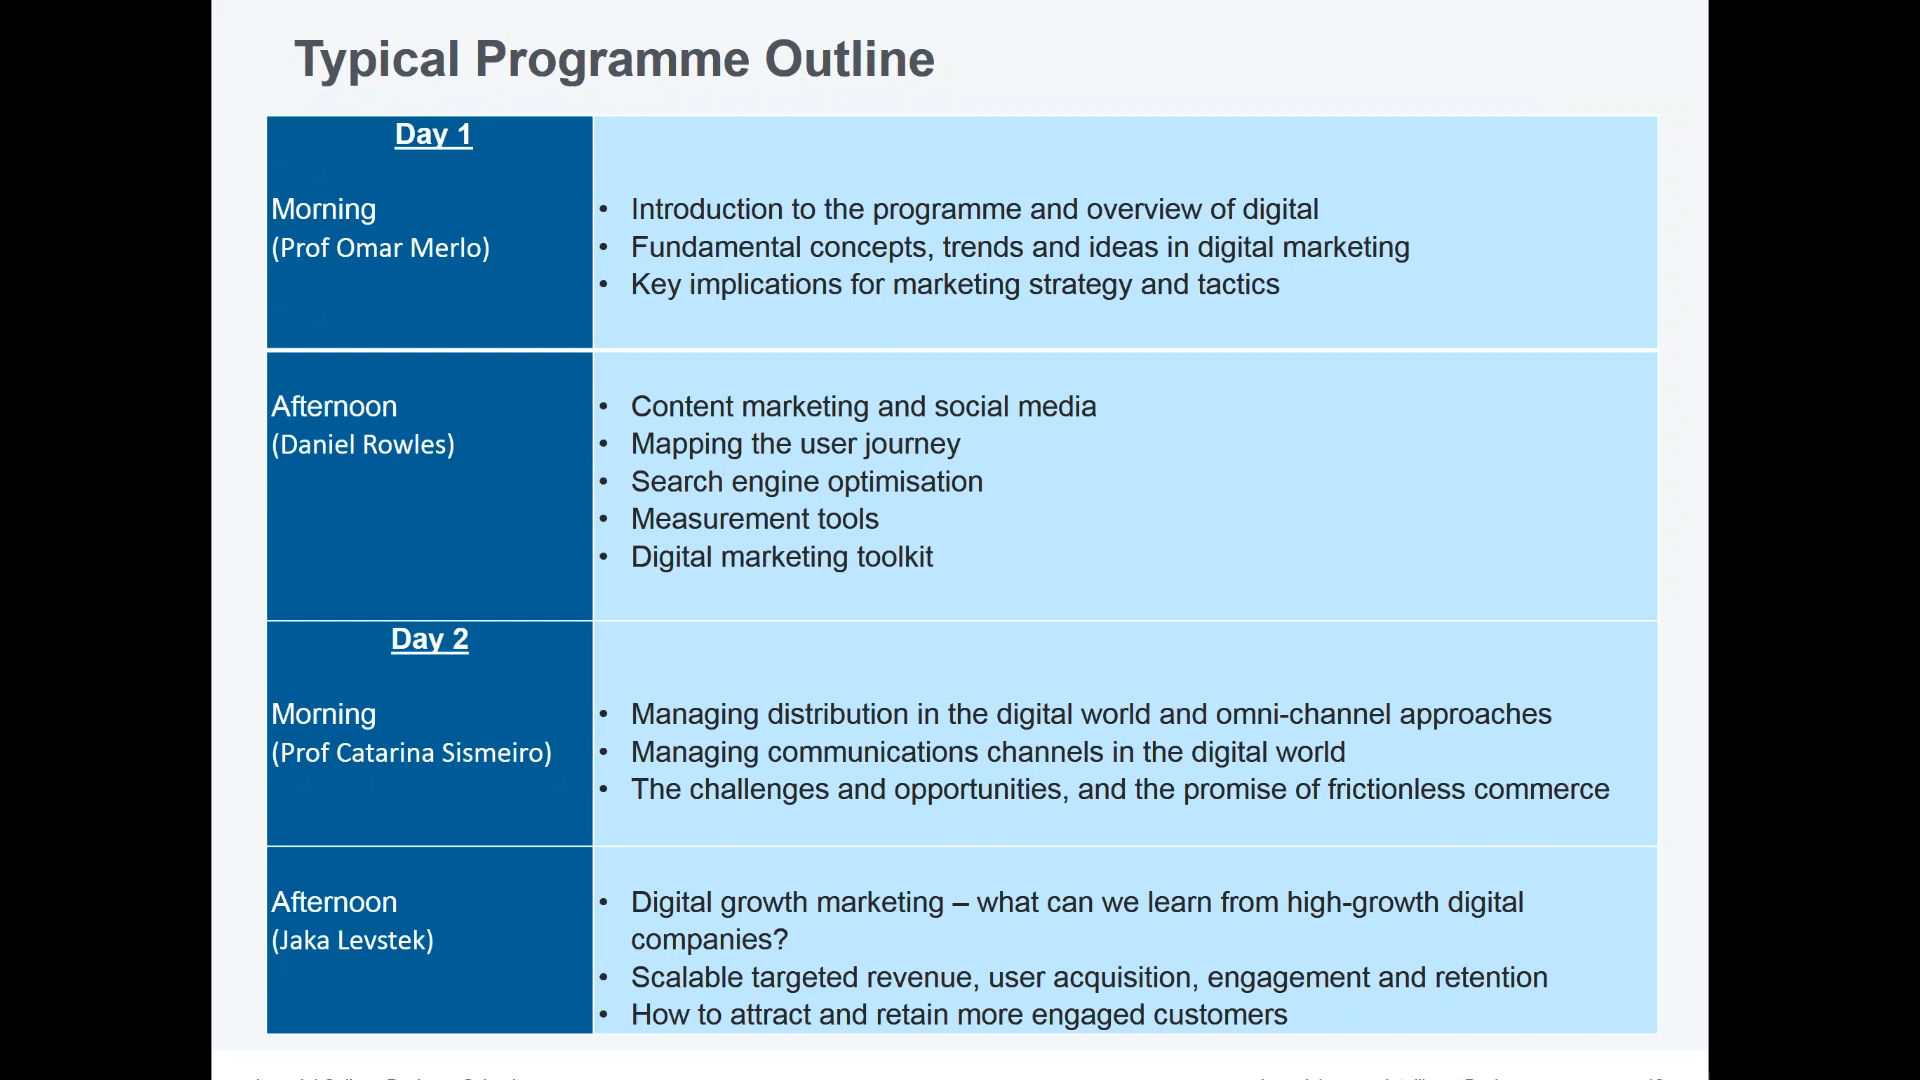 Typical Programme Outline
Day 1
Morning
(Prof Omar Merlo)
• Introduction to the programme and overview of digital
• Fundamental concepts, trends and ideas in digital marketing
• Key implications for marketing strategy and tactics
Afternoon
(Daniel Rowles)
• Content marketing and social media
• Mapping the user journey
• Search engine optimisation
• Measurement tools
• Digital marketing toolkit
Day 2
Morning
(Prof Catarina Sismeiro)
• Managing distribution in the digital world and omni-channel approaches
• Managing communications channels in the digital world
• The challenges and opportunities, and the promise of frictionless commerce
Afternoon
(Jaka Levstek)
• Digital growth marketing – what can we learn from high-growth digital
companies?
• Scalable targeted revenue, user acquisition, engagement and retention
• How to attract and retain more engaged customers